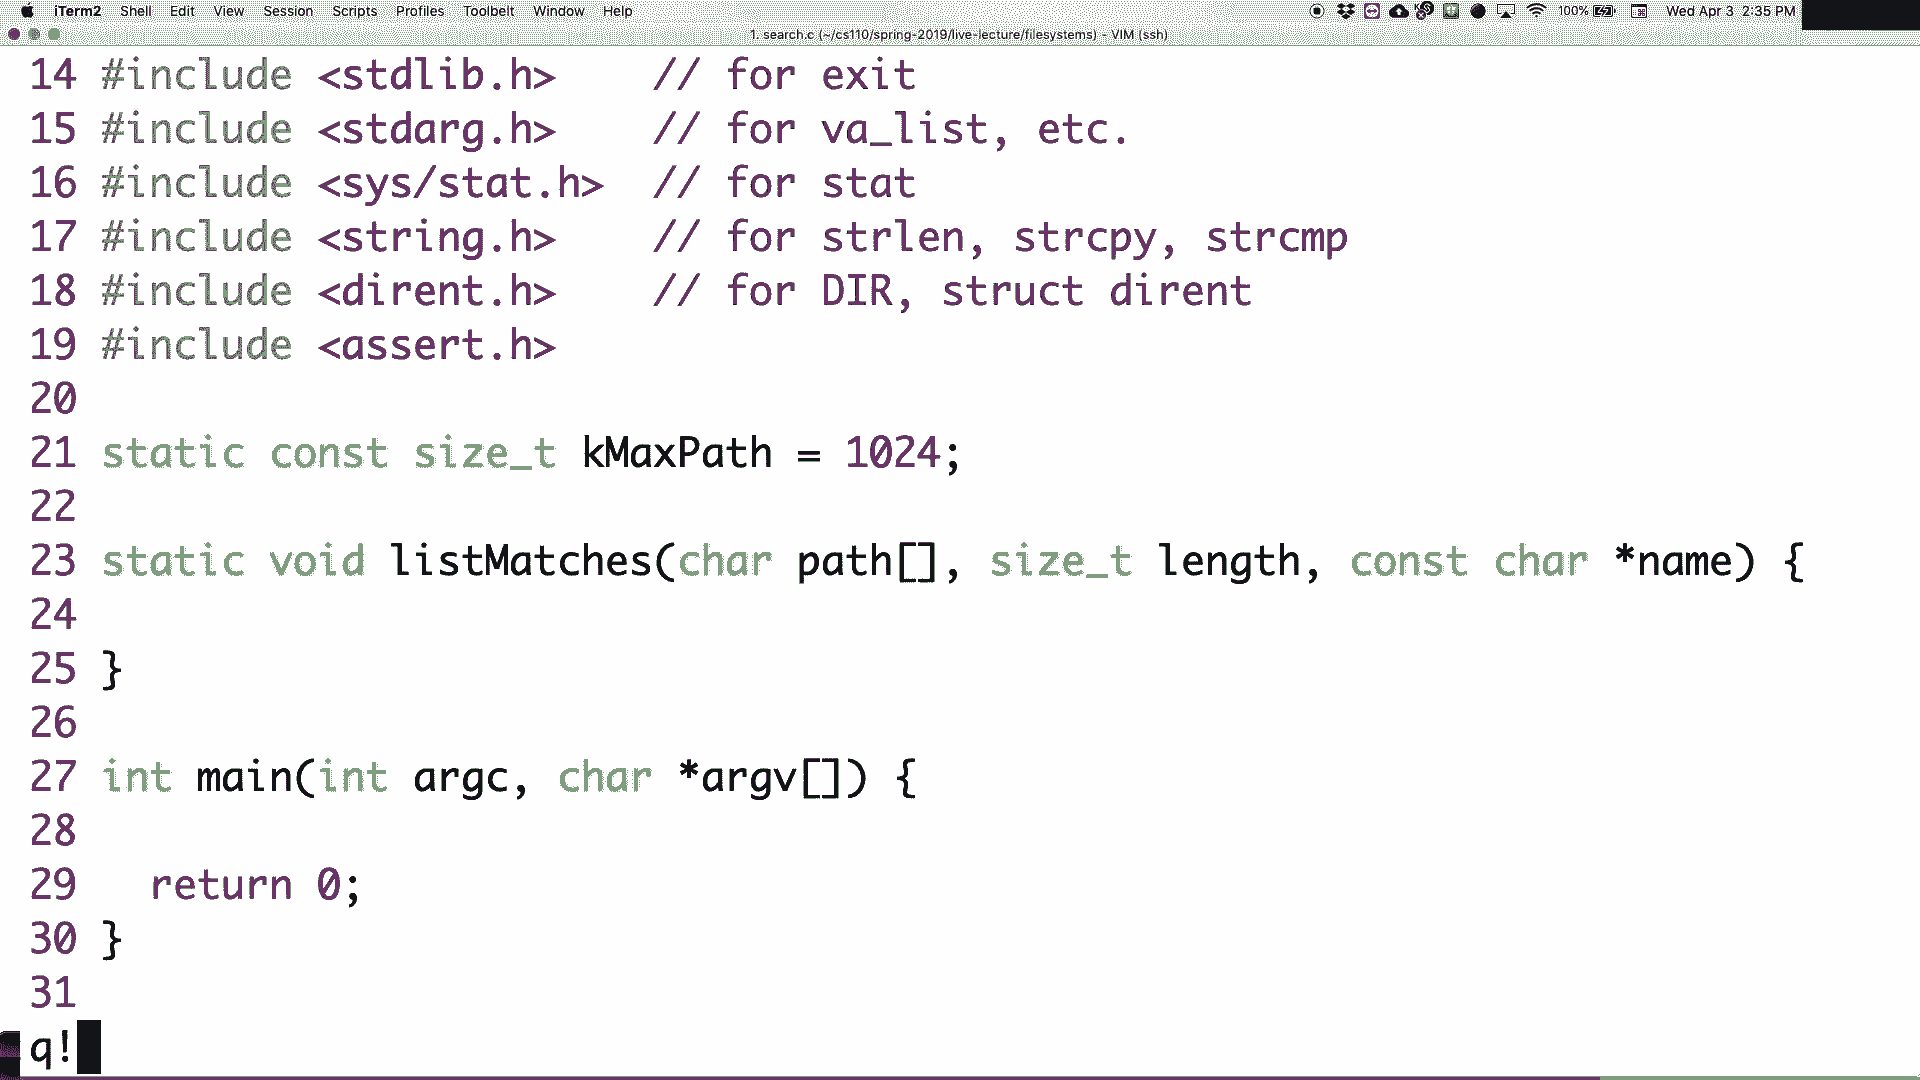 iTerm2 Shell Edit View Session Scripts Profiles Toolbelt Window Help 100% Wed Apr 3 2:35 PM
1. search.c (~/cs110/spring-2019/live-lecture/filesystems) - VIM (ssh)
14 #include <stdlib.h> // for exit
15 #include <stdarg.h> // for va_list, etc.
16 #include <sys/stat.h> // for stat
17 #include <string.h> // for strlen, strcpy, strcmp
18 #include <dirent.h> // for DIR, struct dirent
19 #include <assert.h>
20
21 static const size_t kMaxPath = 1024;
22
23 static void listMatches(char path[], size_t length, const char *name) {
24
25 }
26
27 int main(int argc, char *argv[]) {
28
29 return 0;
30 }
31
q!